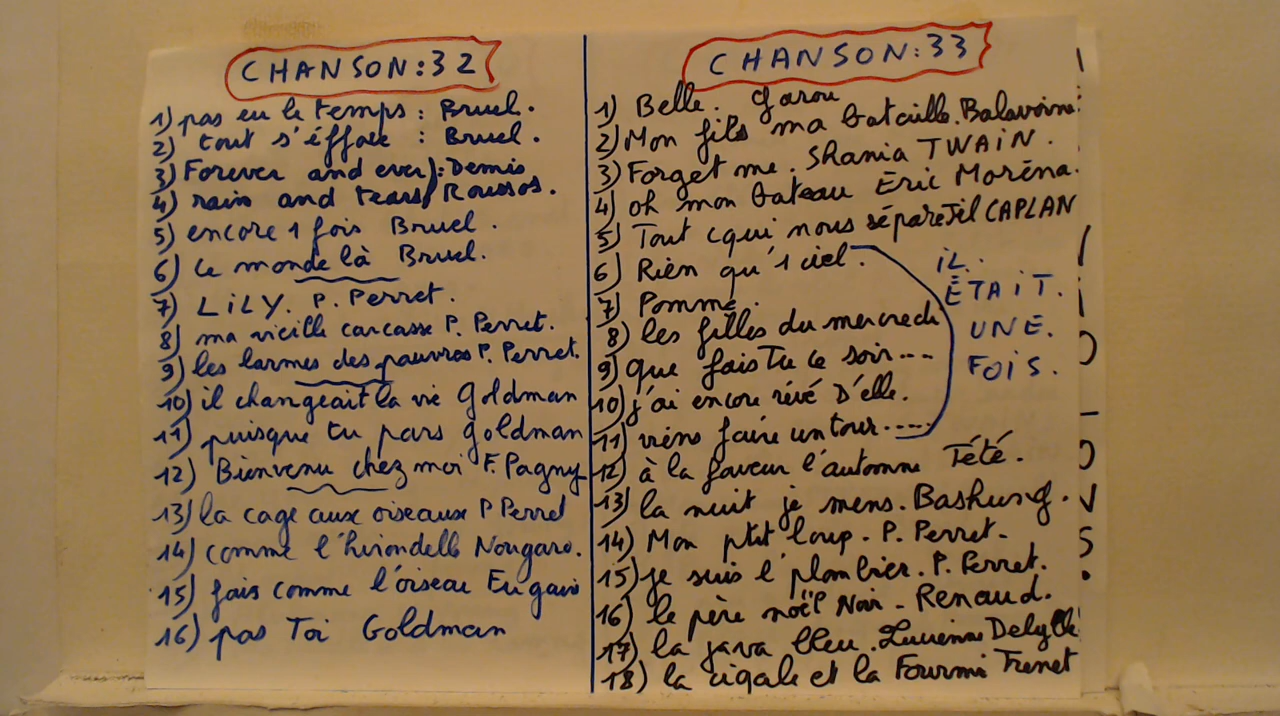 CHANSON:32
1) pas eu le temps : Bruel.
2) tout s'éfface : Bruel.
3) Forever and ever) : Demis
4) rain and tears) Roussos.
5) encore 1 fois Bruel.
6) Ce monde là Bruel.
7) LiLY. P. Perret.
8) ma vieille carcasse P. Perret.
9) les larmes des pauvres P. Perret.
10) il changeait la vie Goldman
11) puisque tu pars goldman
12) Bienvenu chez moi F. Pagny
13) la cage aux oiseaux P Perret
14) comme l'hirondelle Nougaro.
15) fais comme l'oiseau Fugain
16) pas Toi Goldman
CHANSON:33
1) Belle. Garou
2) Mon fils ma bataille. Balavoine
3) Forget me. Shania TWAiN.
4) oh mon bateau Éric Moréna.
5) Tout cqui nous sépare Jil CAPLAN
6) Rien qu'1 ciel.
7) Pomme.
8) les filles du mercredi
9) que fais Tu ce soir....
10) j'ai encore rêvé D'elle.
11) viens faire un tour.....
iL.
ÉTAiT.
UNE.
FOiS.
12) à la faveur l'automne Tété.
13) la nuit je mens. Bashung.
14) Mon ptit loup. P. Perret.
15) je suis l'plombier. P. Perret.
16) le père noël Noir - Renaud.
17) la java bleu. Lucienne Delyle
18) la cigale et la Fourmi Trenet